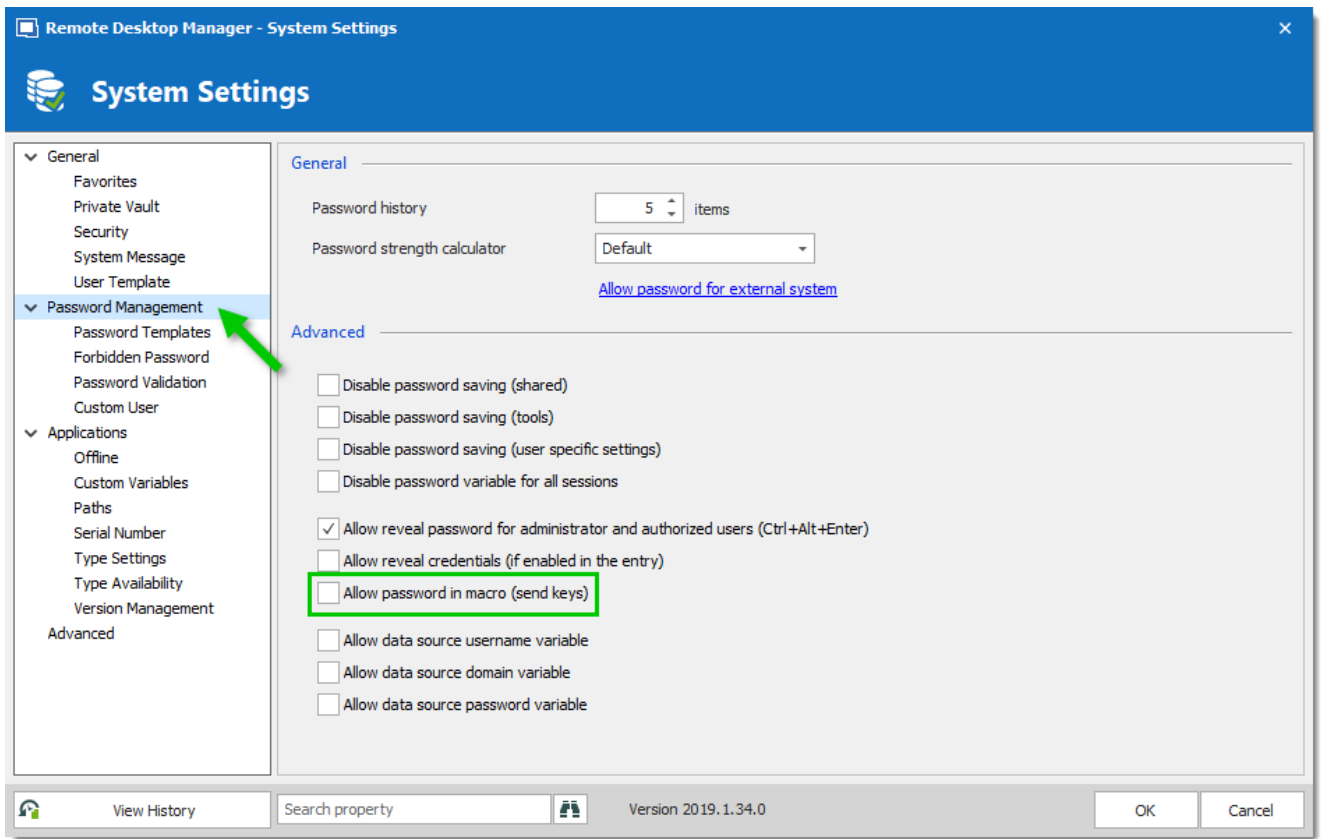 Remote Desktop Manager - System Settings
System Settings
General
Favorites
Private Vault
Security
System Message
User Template
Password Management
Password Templates
Forbidden Password
Password Validation
Custom User
Applications
Offline
Custom Variables
Paths
Serial Number
Type Settings
Type Availability
Version Management
Advanced
General
Password history 5 items
Password strength calculator Default
Allow password for external system
Advanced
Disable password saving (shared)
Disable password saving (tools)
Disable password saving (user specific settings)
Disable password variable for all sessions
Allow reveal password for administrator and authorized users (Ctrl+Alt+Enter)
Allow reveal credentials (if enabled in the entry)
Allow password in macro (send keys)
Allow data source username variable
Allow data source domain variable
Allow data source password variable
View History Search property Version 2019.1.34.0 OK Cancel